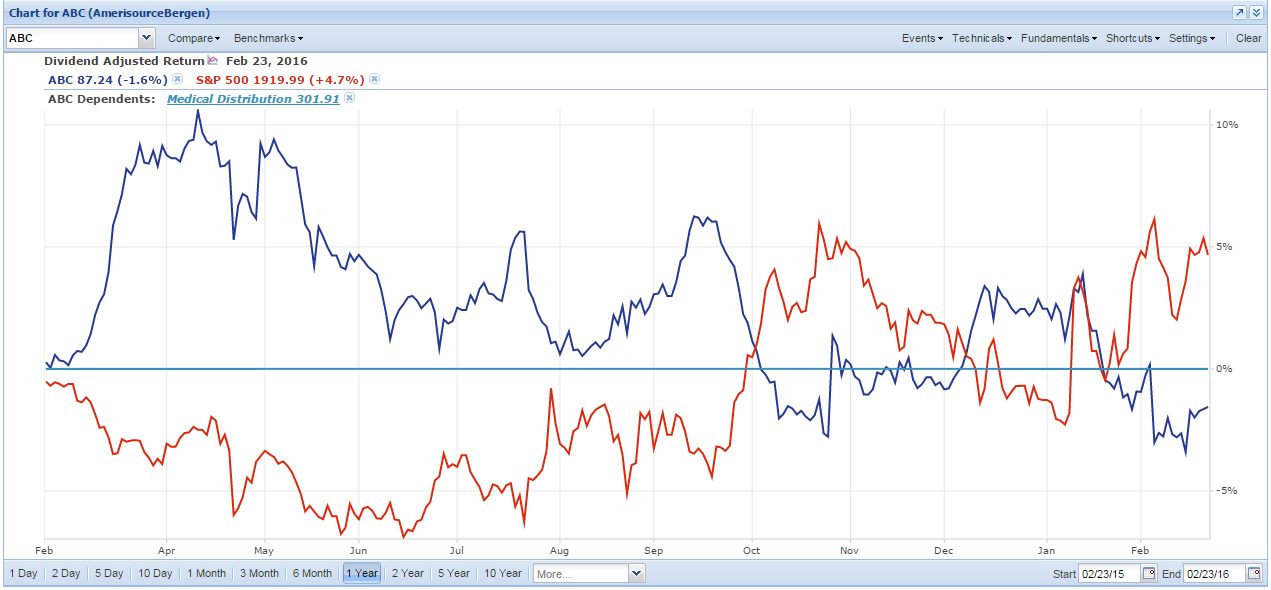 Chart for ABC (AmerisourceBergen)
ABC Compare Benchmarks Events Technicals Fundamentals Shortcuts Settings Clear
Dividend Adjusted Return Feb 23, 2016
ABC 87.24 (-1.6%) S&P 500 1919.99 (+4.7%)
ABC Dependents: Medical Distribution 301.91
10%
5%
0%
-5%
Feb Apr May Jun Jul Aug Sep Oct Nov Dec Jan Feb
1 Day 2 Day 5 Day 10 Day 1 Month 3 Month 6 Month 1 Year 2 Year 5 Year 10 Year More... Start 02/23/15 End 02/23/16